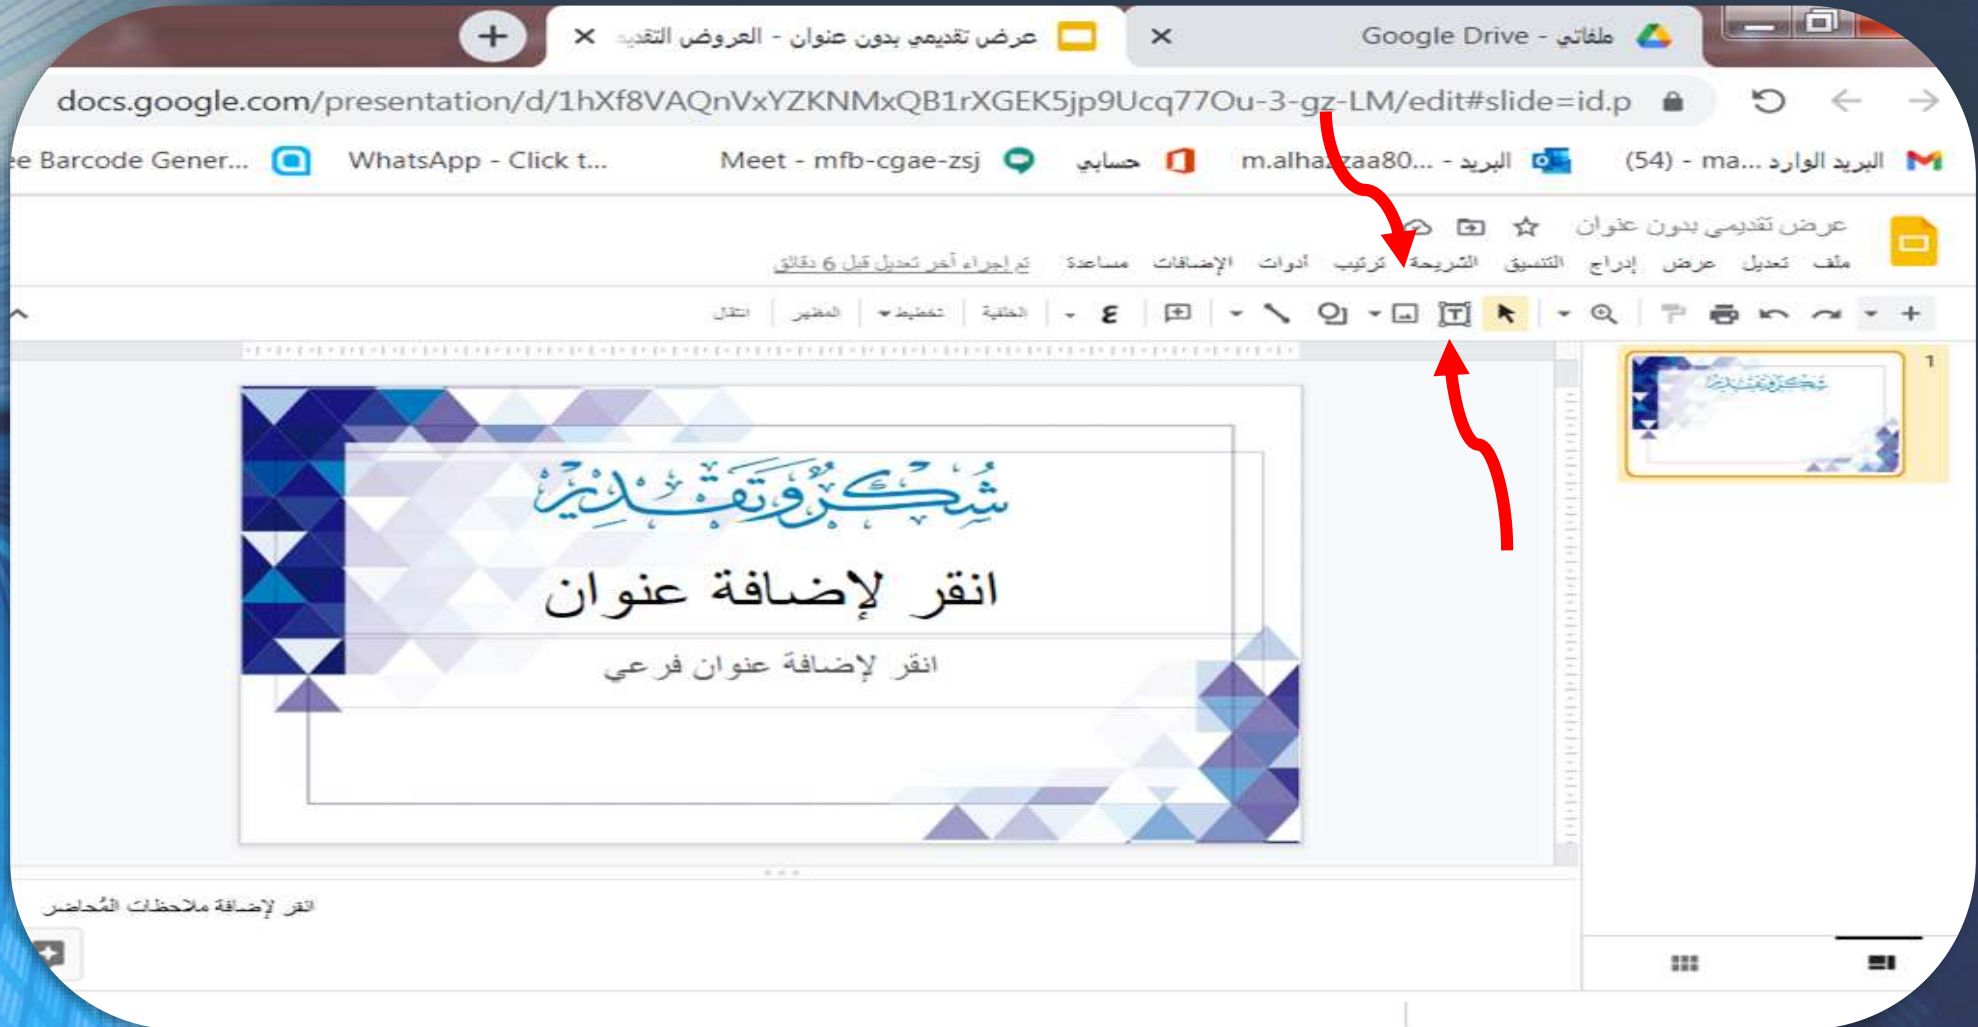 ملفاتي - Google Drive
عرض تقديمي بدون عنوان - العروض التقديم
docs.google.com/presentation/d/1hXf8VAQnVxYZKNMxQB1rXGEK5jp9Ucq77Ou-3-gz-LM/edit#slide=id.p
البريد الوارد ...54) - ma)
البريد - ...m.alhazzaa80
حسابي
Meet - mfb-cgae-zsj
WhatsApp - Click t...
ee Barcode Gener...
عرض تقديمي بدون عنوان
ملف تعديل عرض إدراج التنسيق الشريحة ترتيب أدوات الإضافات مساعدة تم إجراء آخر تعديل قبل 6 دقائق
ع الخلفية تخطيط المظهر انتقال
1
شكر وتقدير
شُكْرٌ وَتَقْدِيْرٌ
انقر لإضافة عنوان
انقر لإضافة عنوان فرعي
انقر لإضافة ملاحظات المُحاضر